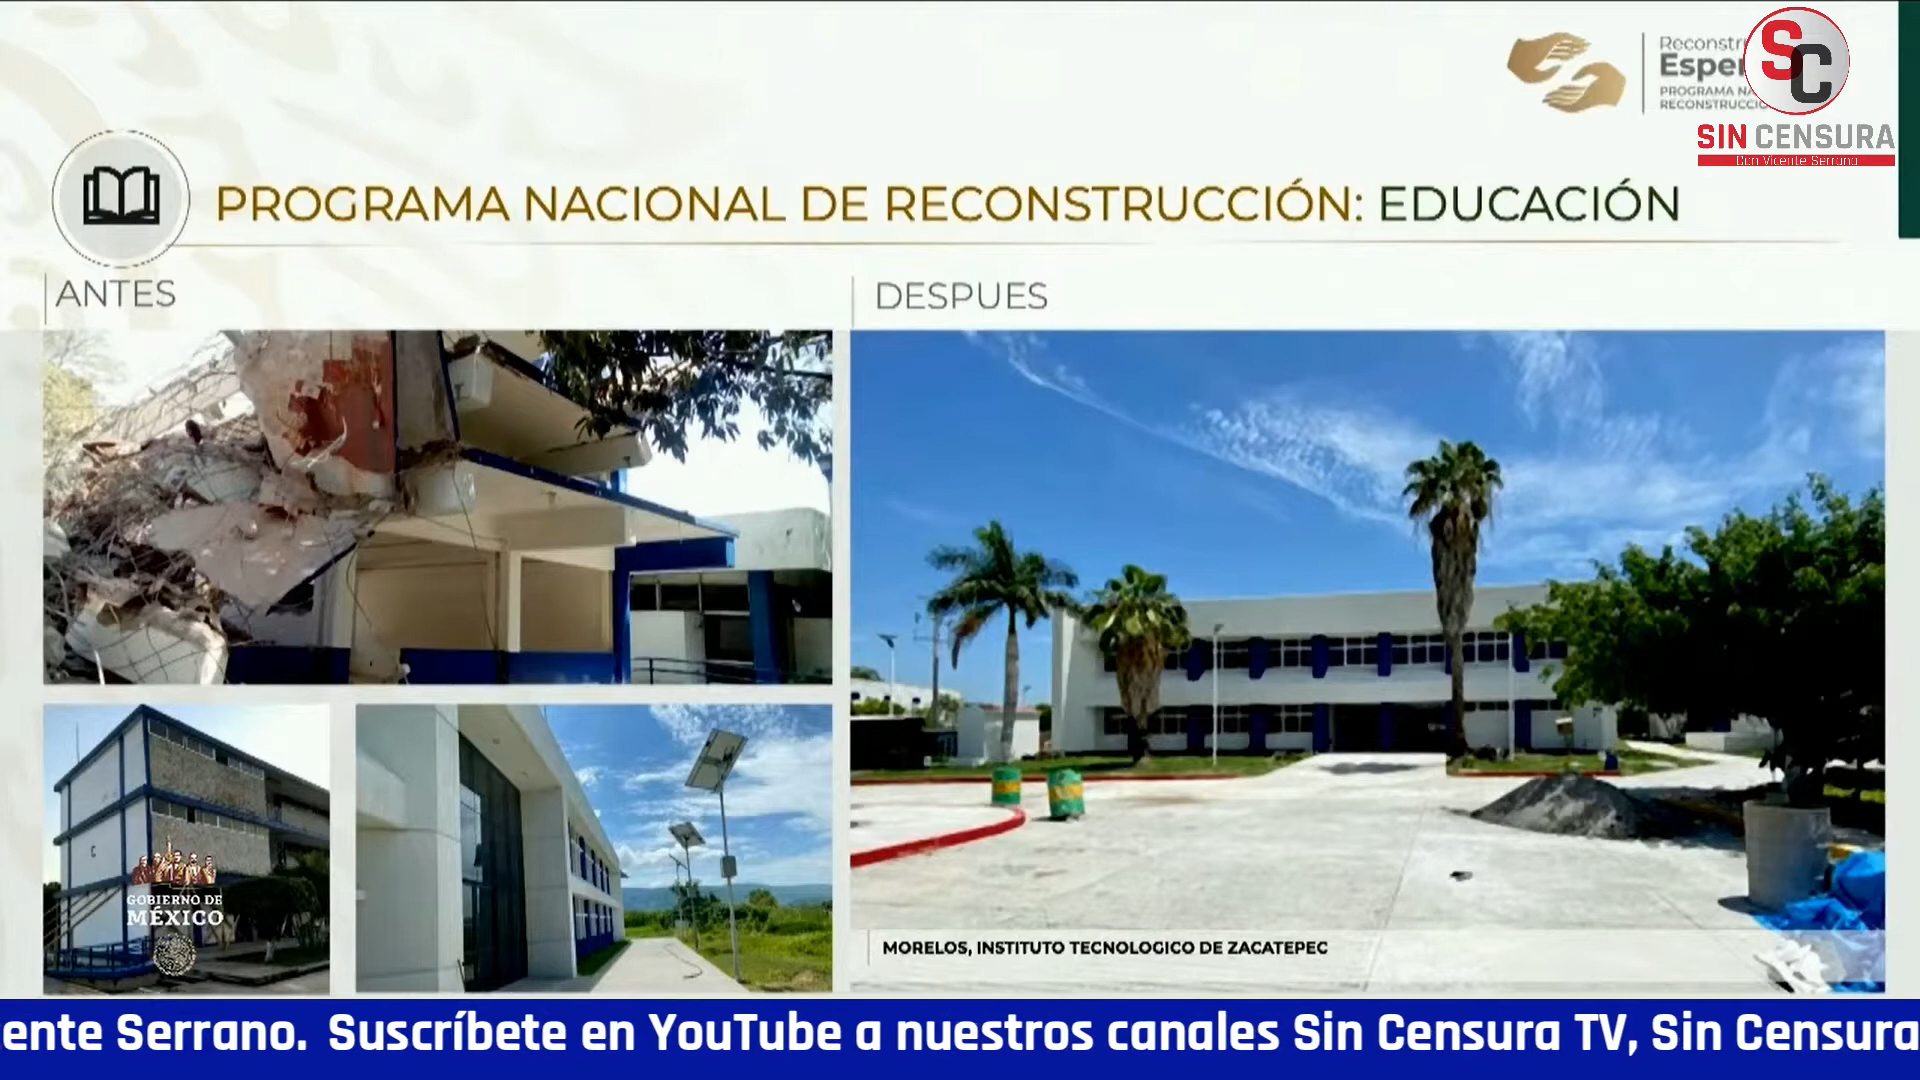 Reconstr
Espe
PROGRAMA NA
RECONSTRUCCIÓ
SC
SIN CENSURA
Con Vicente Serrano
PROGRAMA NACIONAL DE RECONSTRUCCIÓN: EDUCACIÓN
ANTES
DESPUES
C
GOBIERNO DE
MÉXICO
MORELOS, INSTITUTO TECNOLOGICO DE ZACATEPEC
ente Serrano. Suscríbete en YouTube a nuestros canales Sin Censura TV, Sin Censura